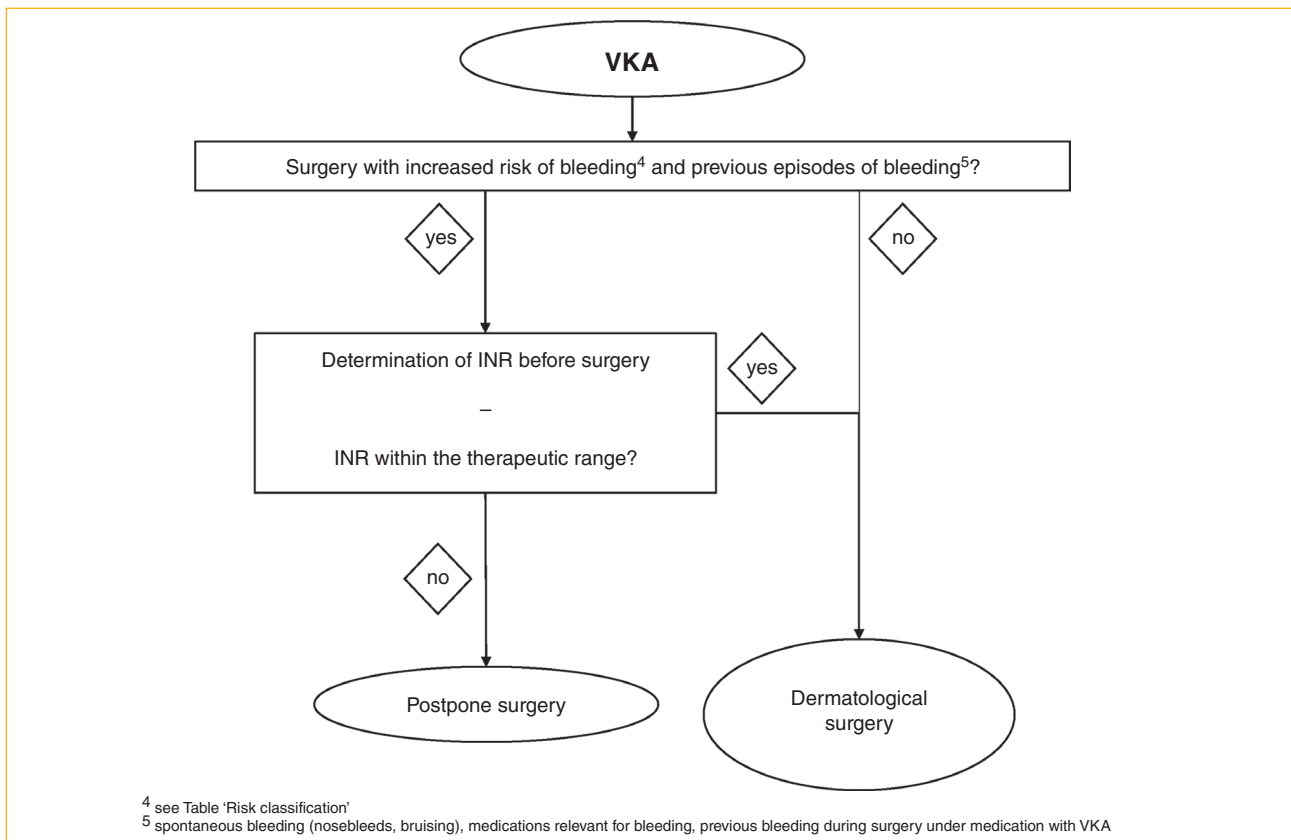 VKA
Surgery with increased risk of bleeding4 and previous episodes of bleeding5?
yes
no
Determination of INR before surgery
yes
–
INR within the therapeutic range?
no
Postpone surgery
Dermatological
surgery
4 see Table ‘Risk classification’
5 spontaneous bleeding (nosebleeds, bruising), medications relevant for bleeding, previous bleeding during surgery under medication with VKA